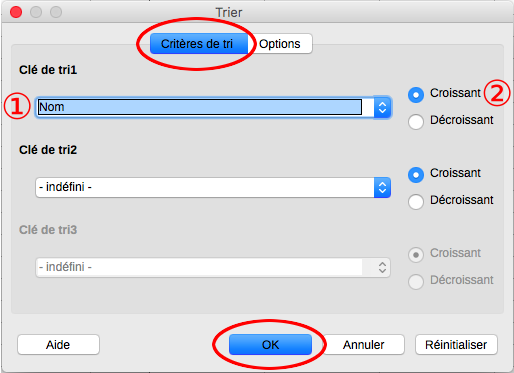 Trier
Critères de tri Options
Clé de tri1
① Nom
Croissant ②
Décroissant
Clé de tri2
- indéfini -
Croissant
Décroissant
Clé de tri3
- indéfini -
Croissant
Décroissant
Aide OK Annuler Réinitialiser